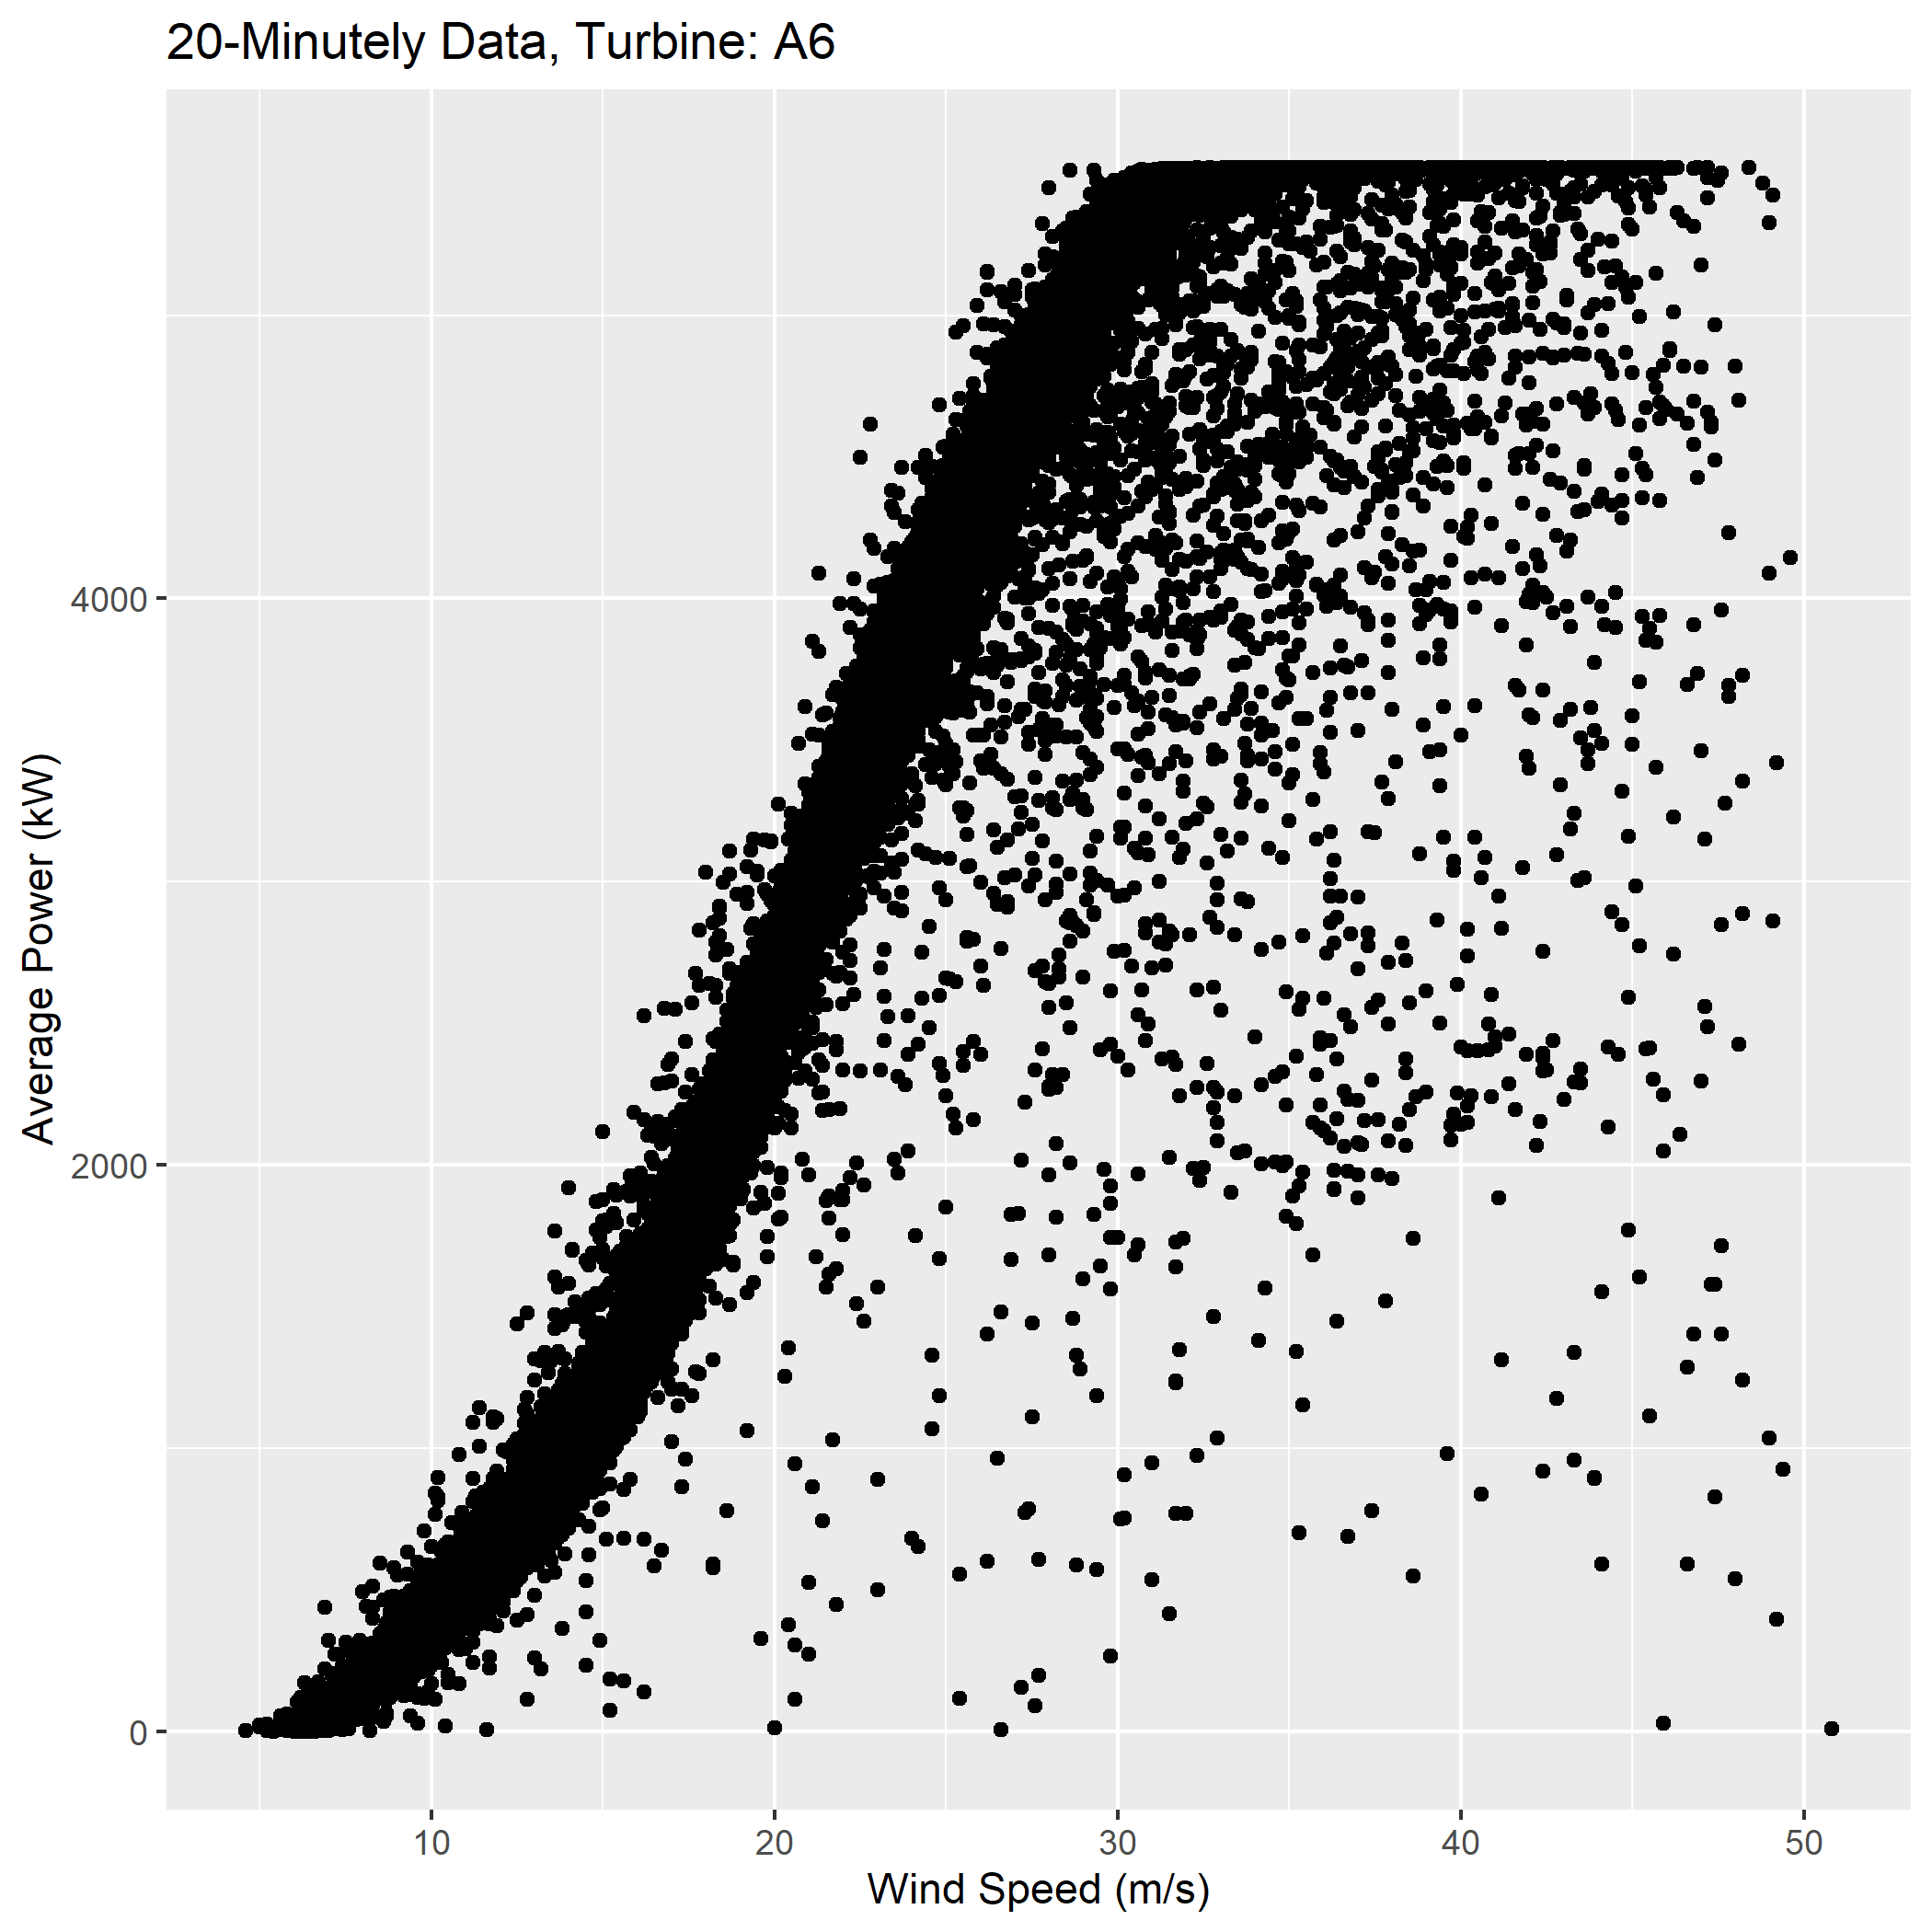 20-Minutely Data, Turbine: A6
Average Power (kW)
4000
2000
0
10 20 30 40 50
Wind Speed (m/s)